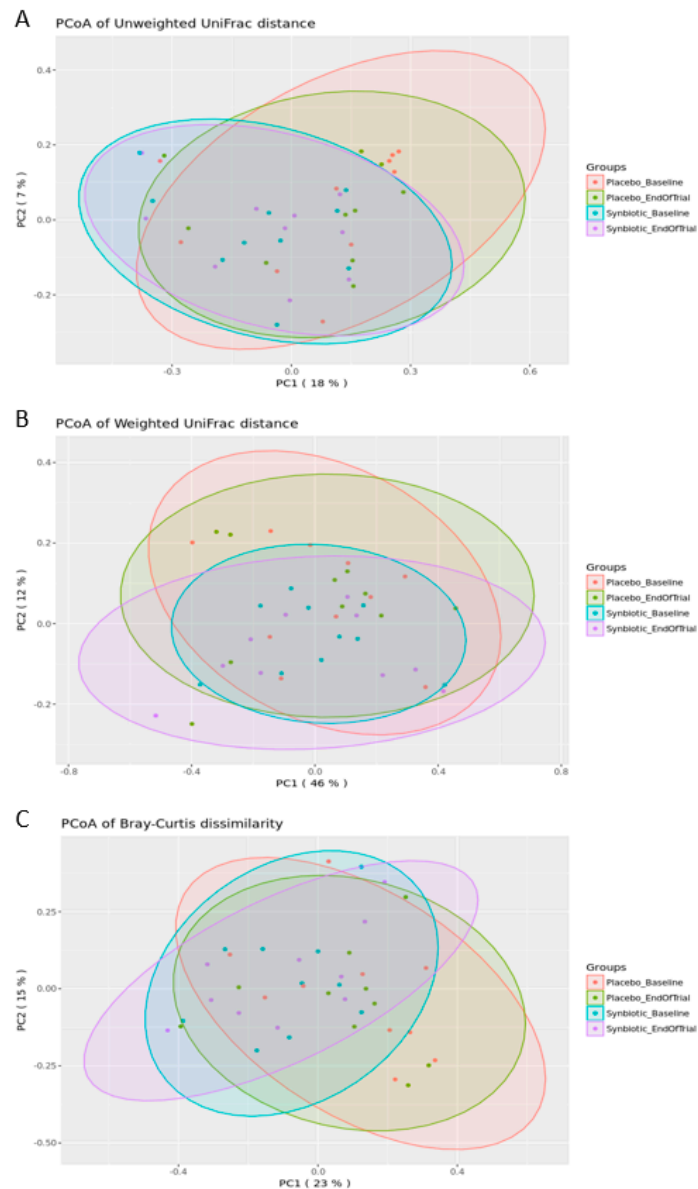 A
PCoA of Unweighted UniFrac distance
0.4
0.2
0.0
-0.2
PC2 ( 7 % )
-0.3
0.0
0.3
0.6
PC1 ( 18 % )
Groups
Placebo_Baseline
Placebo_EndOfTrial
Synbiotic_Baseline
Synbiotic_EndOfTrial
B
PCoA of Weighted UniFrac distance
0.4
0.2
0.0
-0.2
PC2 ( 12 % )
-0.8
-0.4
0.0
0.4
0.8
PC1 ( 46 % )
Groups
Placebo_Baseline
Placebo_EndOfTrial
Synbiotic_Baseline
Synbiotic_EndOfTrial
C
PCoA of Bray-Curtis dissimilarity
0.25
0.00
-0.25
-0.50
PC2 ( 15 % )
-0.4
0.0
0.4
PC1 ( 23 % )
Groups
Placebo_Baseline
Placebo_EndOfTrial
Synbiotic_Baseline
Synbiotic_EndOfTrial